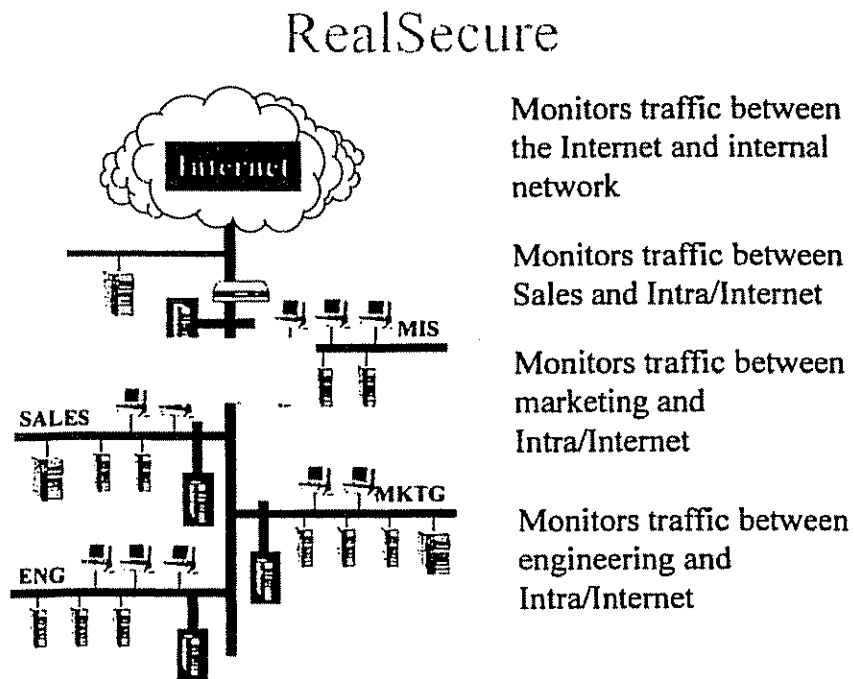 RealSecure
Internet
Monitors traffic between
the Internet and internal
network
Monitors traffic between
Sales and Intra/Internet
MIS
Monitors traffic between
marketing and
Intra/Internet
SALES
MKTG
Monitors traffic between
engineering and
Intra/Internet
ENG